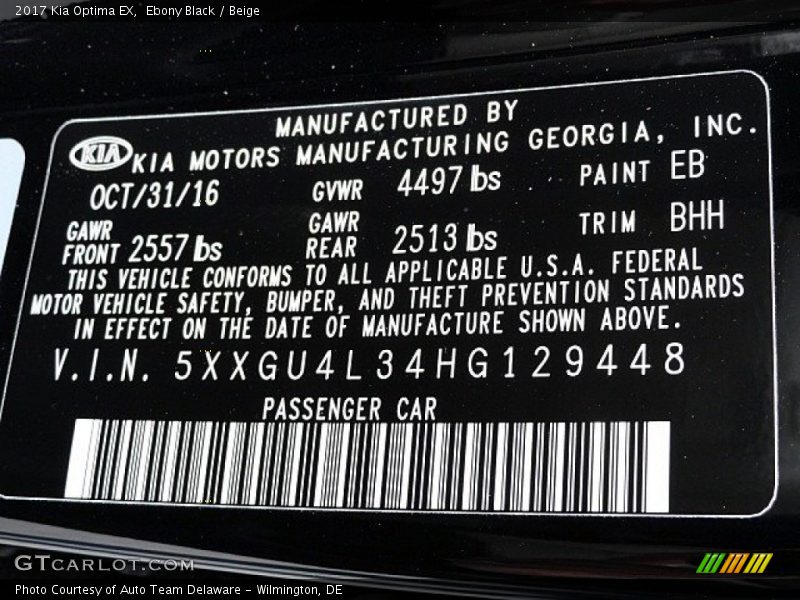 2017 Kia Optima EX,  Ebony Black / Beige
MANUFACTURED BY
KIA KIA MOTORS MANUFACTURING GEORGIA, INC.
OCT/31/16 GVWR 4497 lbs PAINT EB
GAWR GAWR
FRONT 2557 lbs REAR 2513 lbs TRIM BHH
THIS VEHICLE CONFORMS TO ALL APPLICABLE U.S.A. FEDERAL
MOTOR VEHICLE SAFETY, BUMPER, AND THEFT PREVENTION STANDARDS
IN EFFECT ON THE DATE OF MANUFACTURE SHOWN ABOVE.
V.I.N. 5XXGU4L34HG129448
PASSENGER CAR
GTCARLOT.COM
Photo Courtesy of Auto Team Delaware - Wilmington, DE